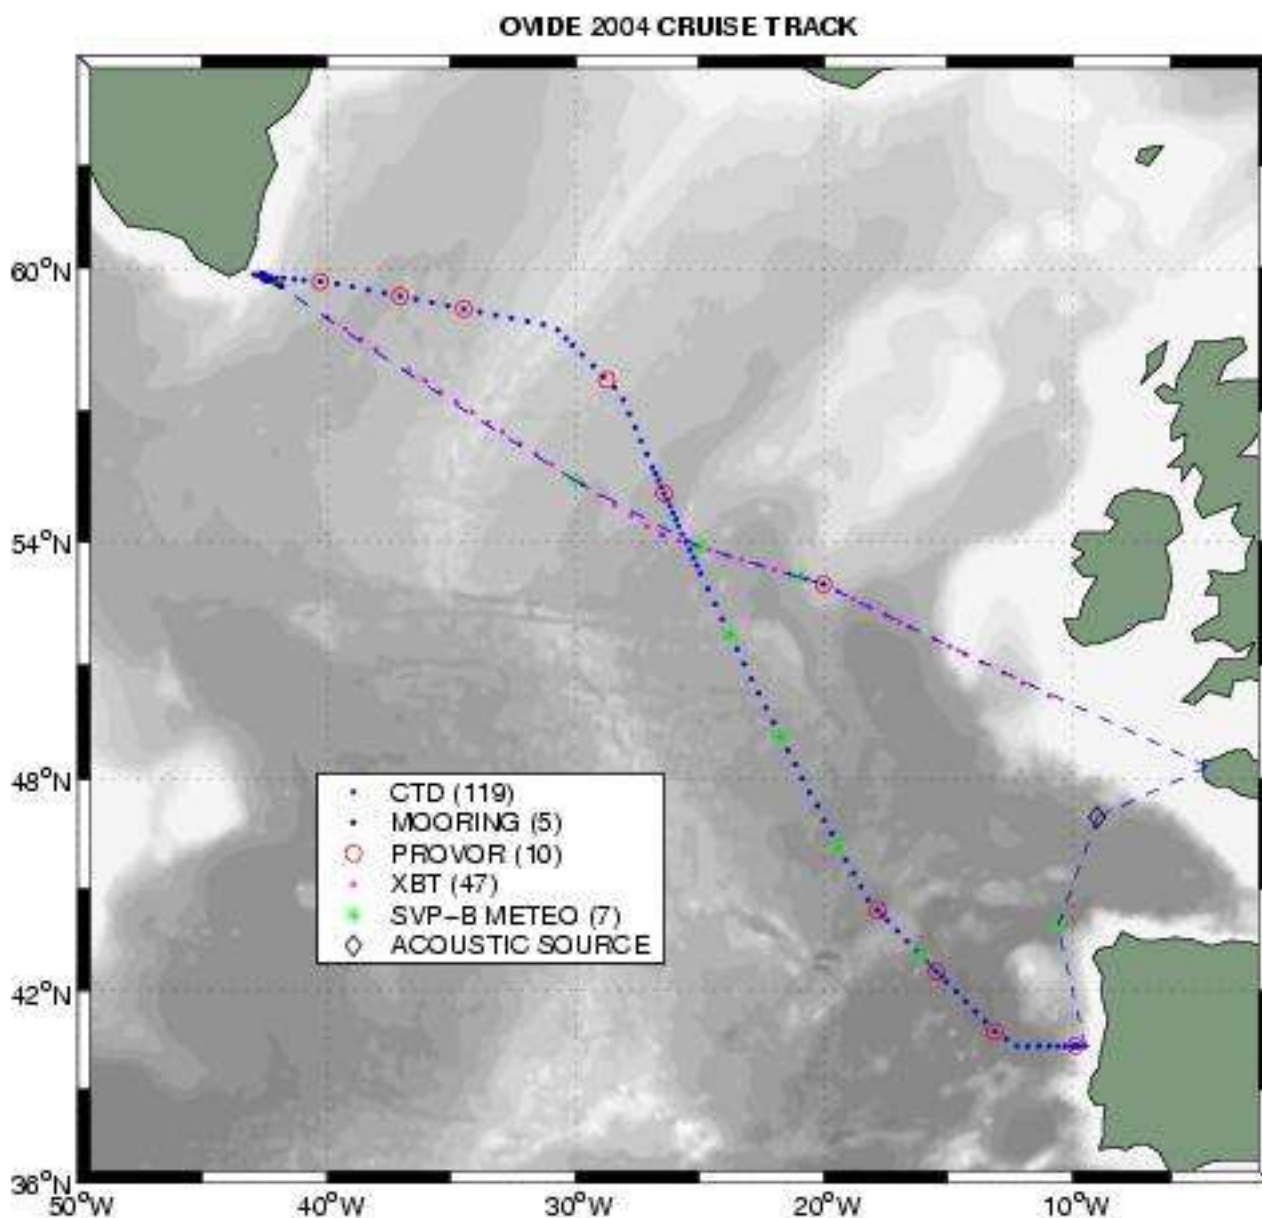 OVIDE 2004 CRUISE TRACK
60°N
54°N
48°N
CTD (119)
MOORING (5)
PROVOR (10)
XBT (47)
SVP-B METEO (7)
ACOUSTIC SOURCE
42°N
36°N
50°W 40°W 30°W 20°W 10°W